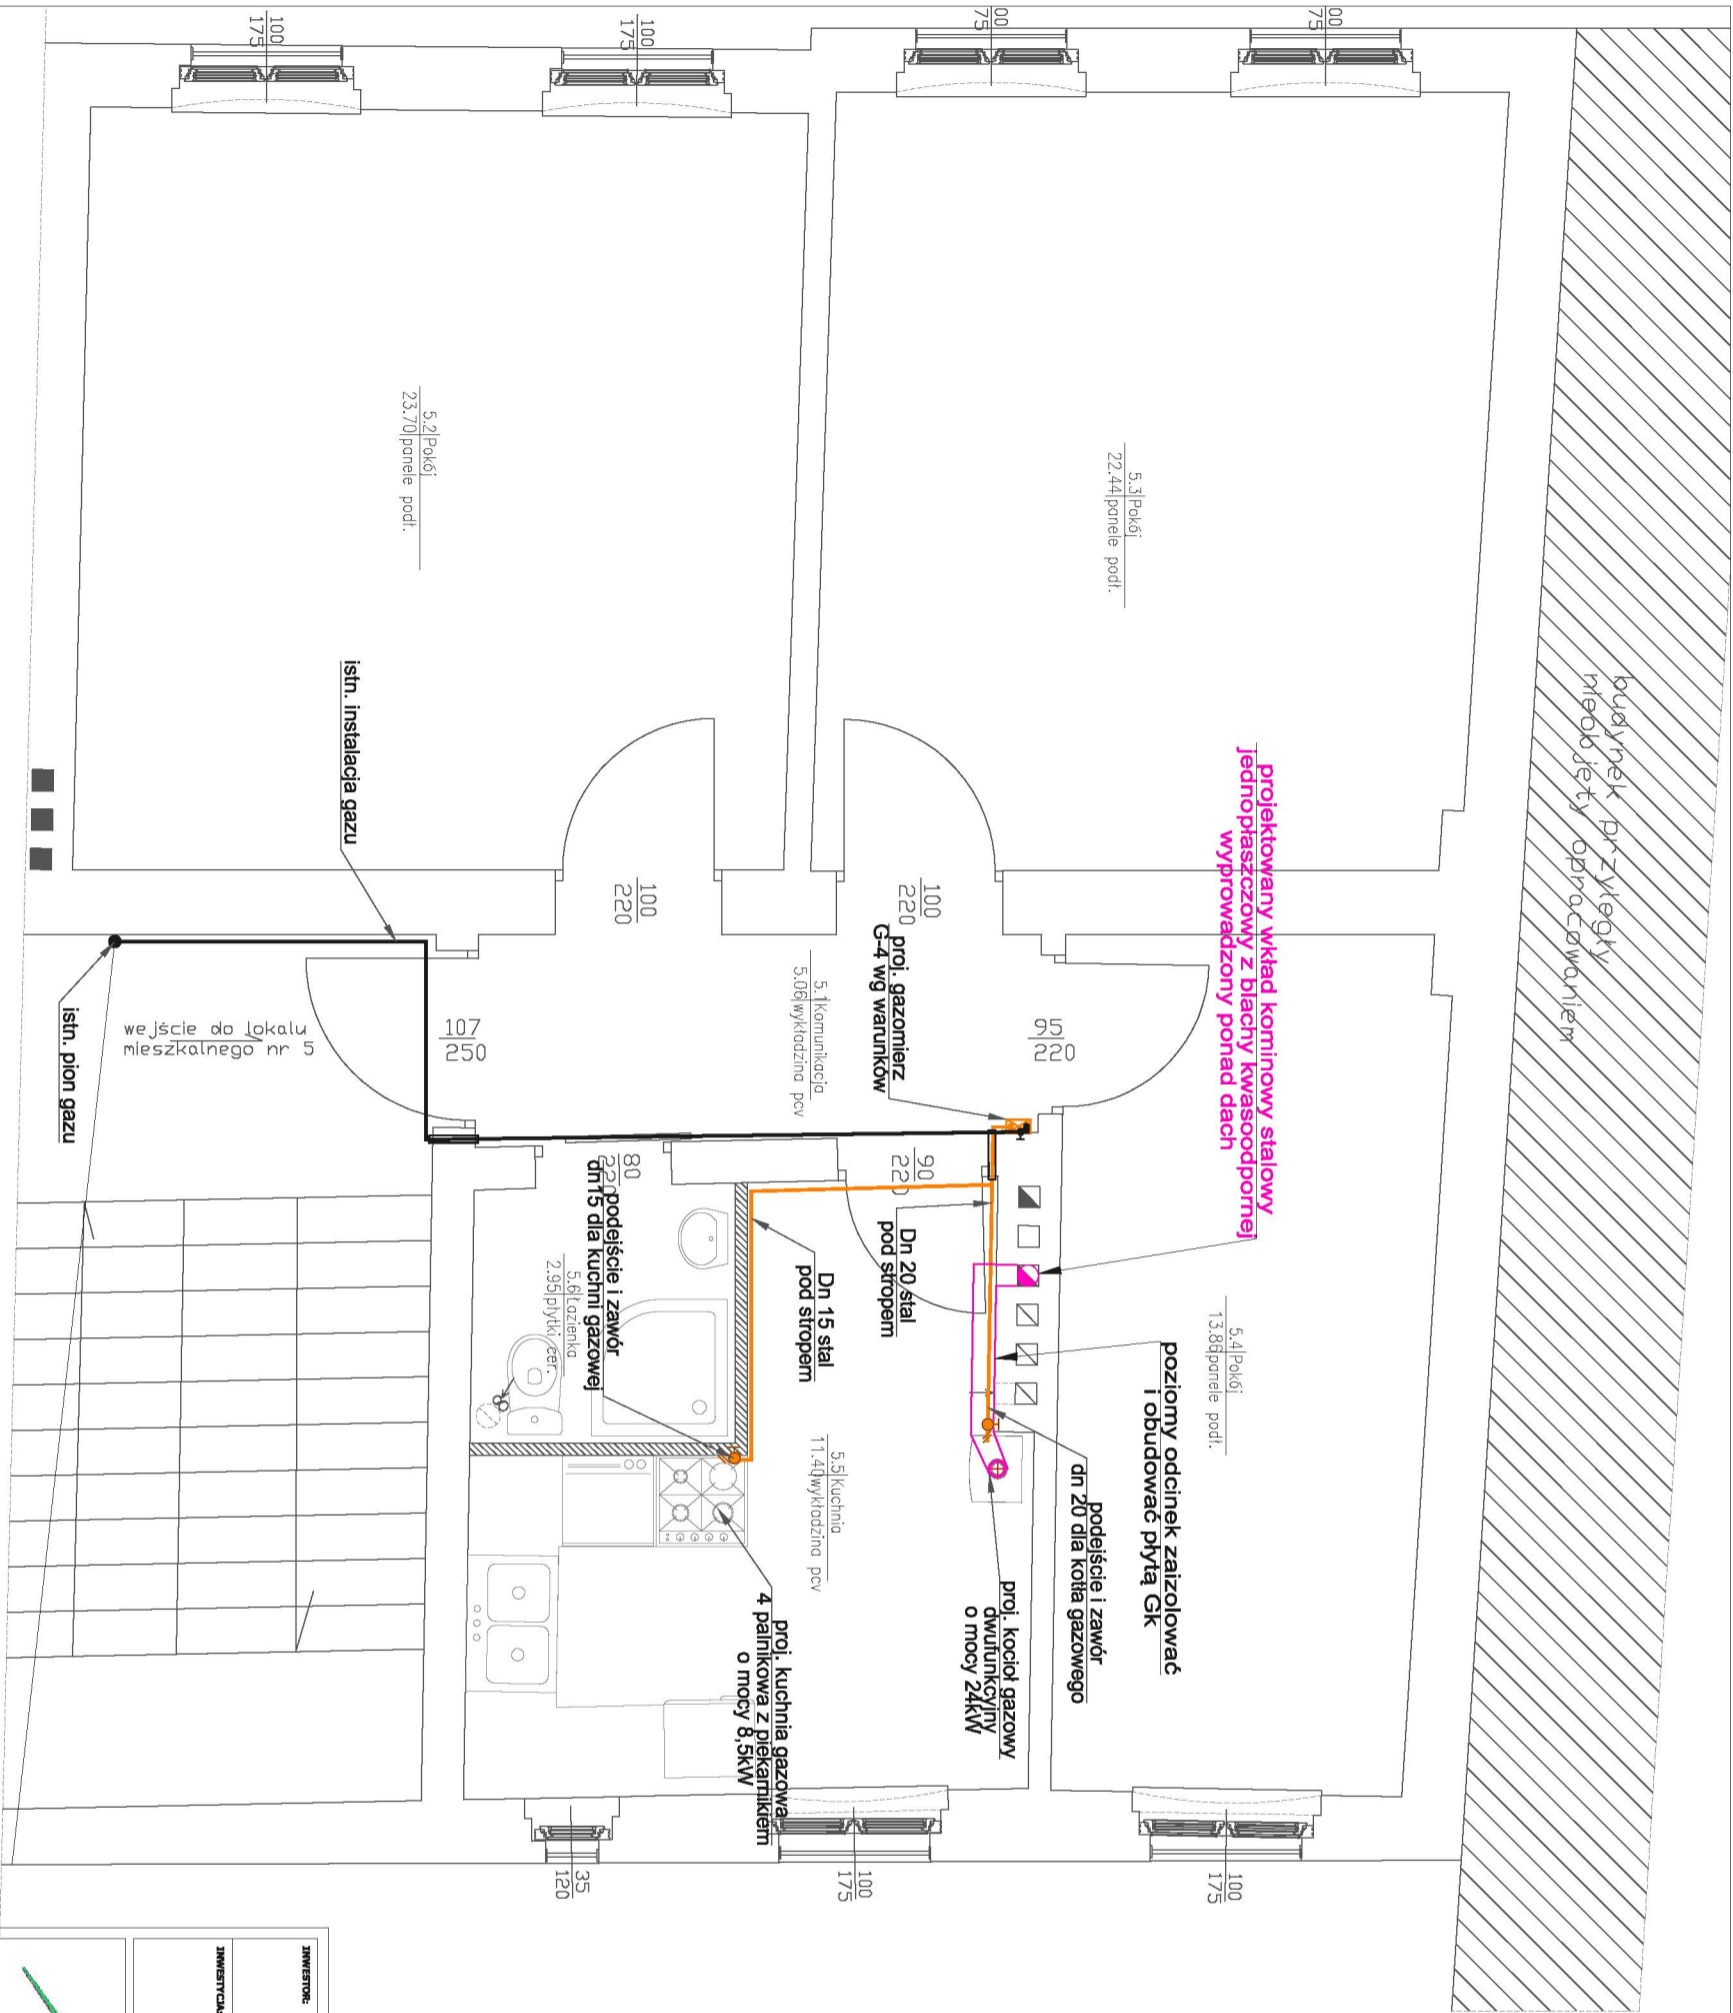 budynek przyległy
nieobjęty opracowaniem
projektowany wkład kominowy stalowy
jednopłaszczowy z blachy kwasoodpornej
wyprowadzony ponad dach
5.3 Pokój
22.44 panele podł.
5.2 Pokój
23.70 panele podł.
5.4 Pokój
13.86 panele podł.
poziomy odcinek zaizolować
i obudować płytą Gk
podejście i zawór
dn 20 dla kotła gazowego
proj. kocioł gazowy
dwufunkcyjny
o mocy 24kW
proj. gazomierz
G-4 wg warunków
5.1 Komunikacja
5.06 wykładzina pcv
Dn 20 stal
pod stropem
Dn 15 stal
pod stropem
5.5 Kuchnia
11.40 wykładzina pcv
proj. kuchnia gazowa
4 palnikowa z piekarnikiem
o mocy 8,5kW
podejście i zawór
dn15 dla kuchni gazowej
5.6 Łazienka
2.95 płytki cer.
istn. instalacja gazu
wejście do lokalu
mieszkalnego nr 5
istn. pion gazu
100
175
100
175
00
75
00
75
100
220
100
220
95
220
107
250
90
220
80
220
35
120
100
175
100
175
INWESTOR:
INWESTYCJA: